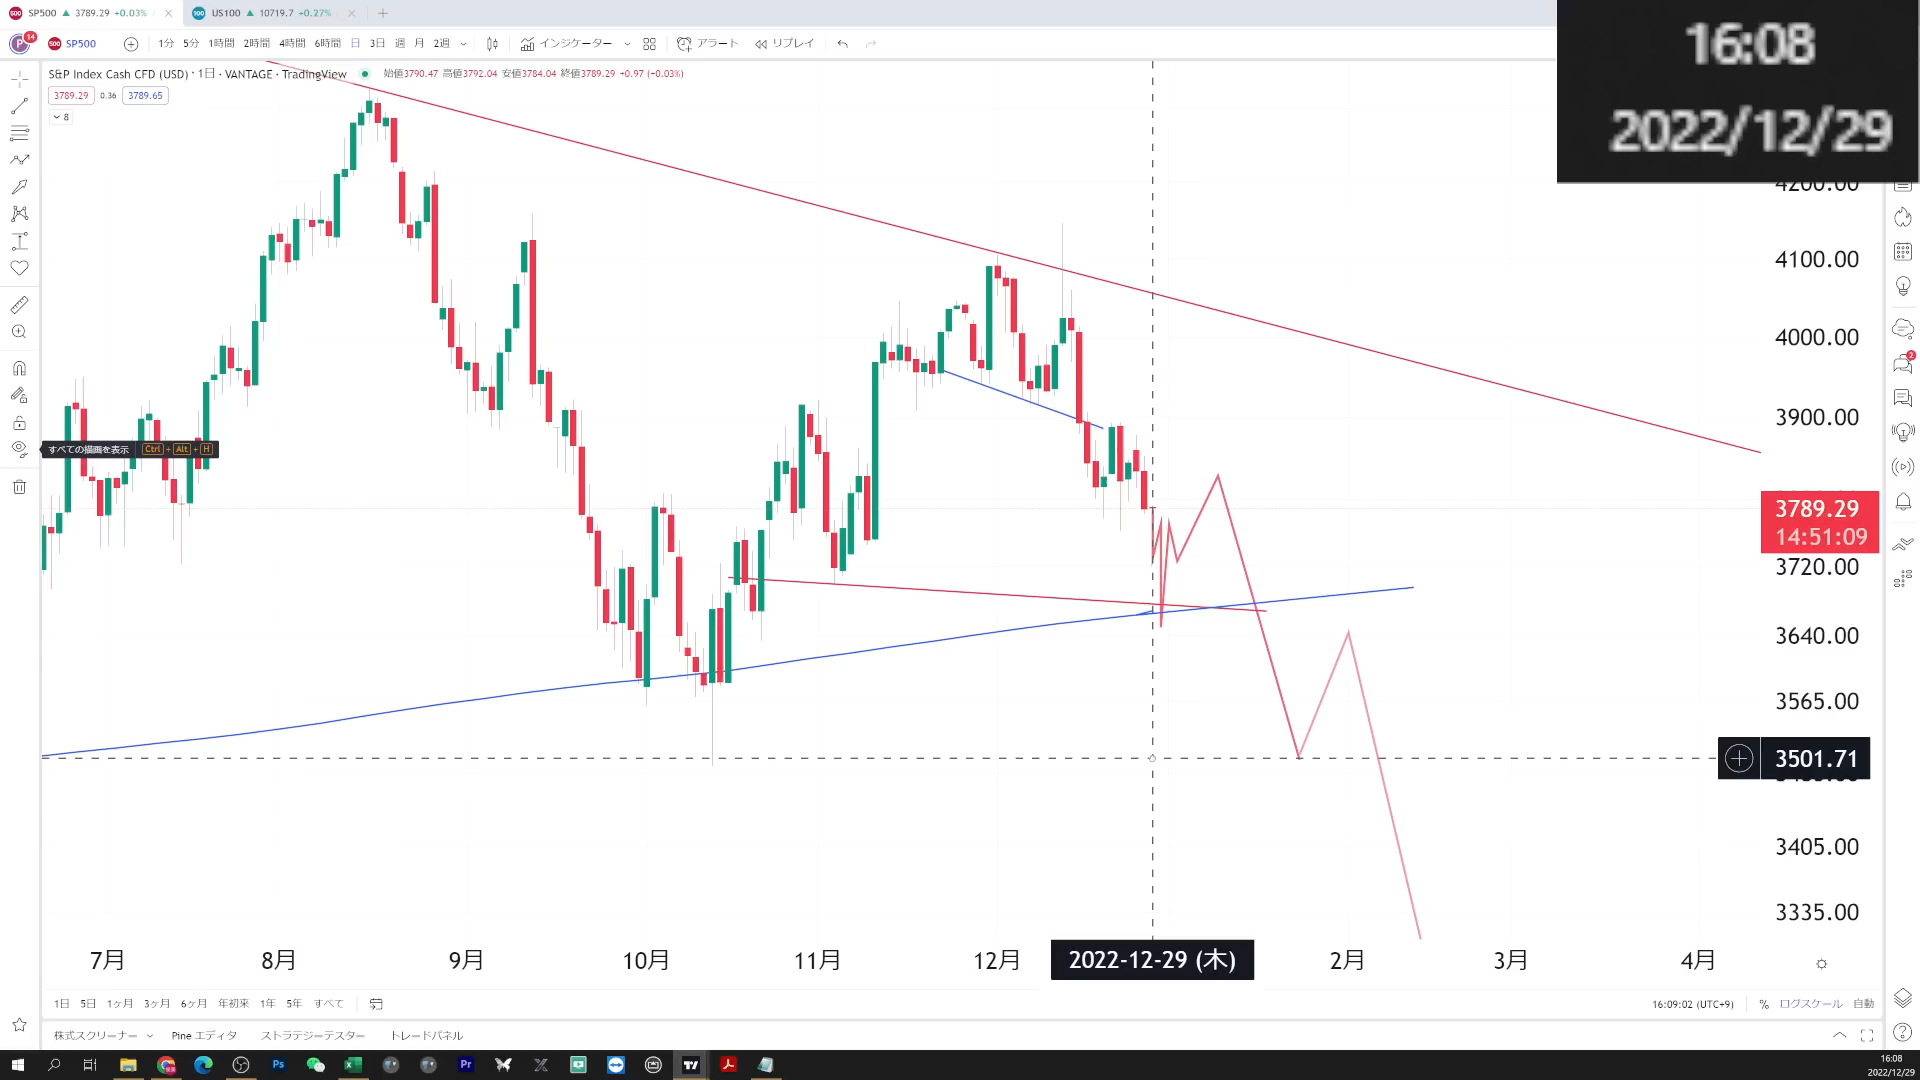 SP500 ▲ 3789.29 +0.03%
US100 ▲ 10719.7 +0.27%
16:08
2022/12/29
P 14 500 SP500 1分 5分 1時間 2時間 4時間 6時間 日 3日 週 月 2週 インジケーター アラート リプレイ
S&P Index Cash CFD (USD) · 1日 · VANTAGE · TradingView 始値3790.47 高値3792.04 安値3784.04 終値3789.29 +0.97 (+0.03%)
3789.29 0.36 3789.65
8
4200.00
4100.00
4000.00
2
3900.00
すべての描画を表示 Ctrl + Alt + H
3789.29
14:51:09
3720.00
3640.00
3565.00
3501.71
3405.00
3335.00
7月 8月 9月 10月 11月 12月 2022-12-29 (木) 2月 3月 4月
1日 5日 1ヶ月 3ヶ月 6ヶ月 年初来 1年 5年 すべて 16:09:02 (UTC+9) % ログスケール 自動
株式スクリーナー Pine エディタ ストラテジーテスター トレードパネル
Ps Pr
16:08
2022/12/29